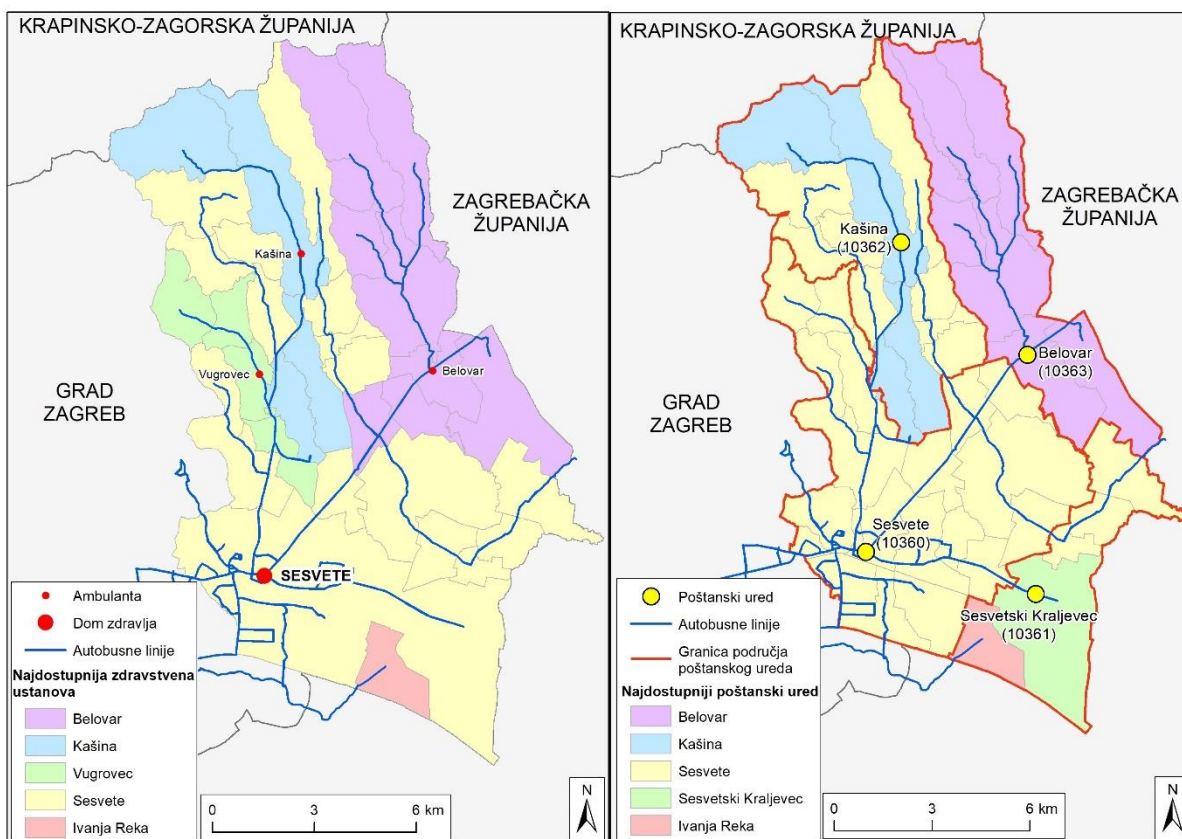 KRAPINSKO-ZAGORSKA ŽUPANIJA
ZAGREBAČKA
ŽUPANIJA
Kašina
Vugrovec
Belovar
GRAD
ZAGREB
SESVETE
Ambulanta
Dom zdravlja
Autobusne linije
Najdostupnija zdravstvena
ustanova
Belovar
Kašina
Vugrovec
Sesvete
Ivanja Reka
0 3 6 km
N
KRAPINSKO-ZAGORSKA ŽUPANIJA
ZAGREBAČKA
ŽUPANIJA
Kašina
(10362)
Belovar
(10363)
GRAD
ZAGREB
Sesvete
(10360)
Sesvetski Kraljevec
(10361)
Poštanski ured
Autobusne linije
Granica područja
poštanskog ureda
Najdostupniji poštanski ured
Belovar
Kašina
Sesvete
Sesvetski Kraljevec
Ivanja Reka
0 3 6 km
N